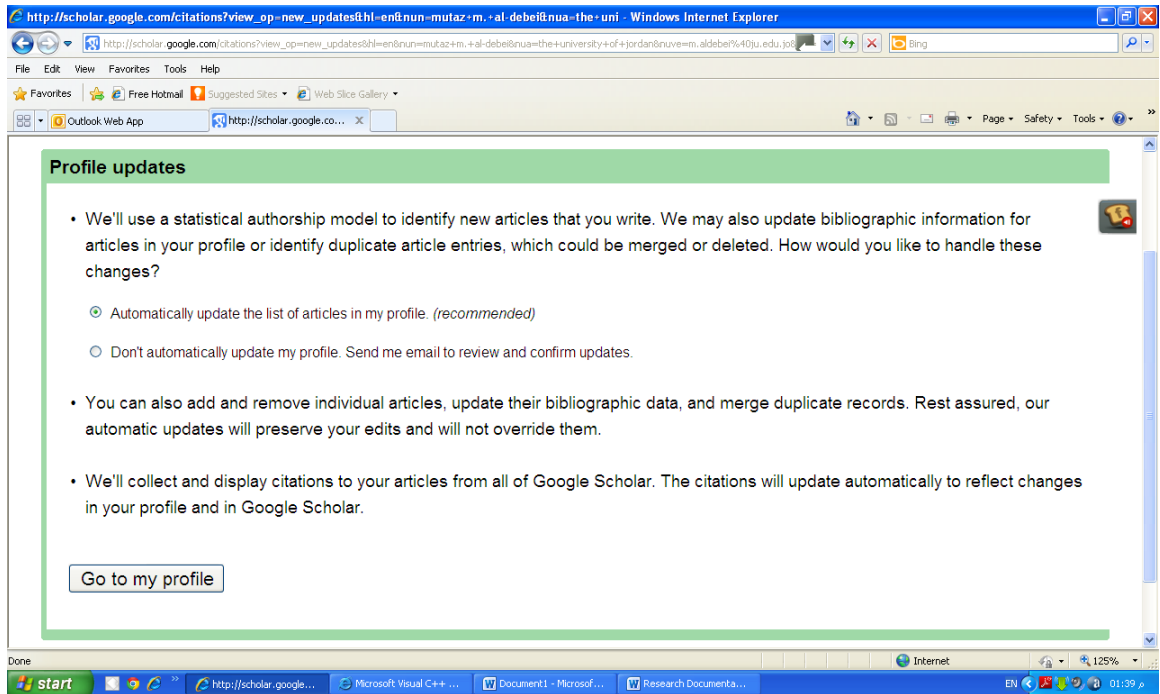 http://scholar.google.com/citations?view_op=new_updates&hl=en&nun=mutaz+m.+al-debei&nua=the+uni - Windows Internet Explorer
http://scholar.google.com/citations?view_op=new_updates&hl=en&nun=mutaz+m.+al-debei&nua=the+university+of+jordan&nuve=m.aldebei%40ju.edu.jo& Bing
File Edit View Favorites Tools Help
Favorites Free Hotmail Suggested Sites Web Slice Gallery
Outlook Web App http://scholar.google.co... Page Safety Tools
Profile updates
• We'll use a statistical authorship model to identify new articles that you write. We may also update bibliographic information for
articles in your profile or identify duplicate article entries, which could be merged or deleted. How would you like to handle these
changes?
Automatically update the list of articles in my profile. (recommended)
Don't automatically update my profile. Send me email to review and confirm updates.
• You can also add and remove individual articles, update their bibliographic data, and merge duplicate records. Rest assured, our
automatic updates will preserve your edits and will not override them.
• We'll collect and display citations to your articles from all of Google Scholar. The citations will update automatically to reflect changes
in your profile and in Google Scholar.
Go to my profile
Done Internet 125%
start http://scholar.google... Microsoft Visual C++ ... Document1 - Microsof... Research Documenta... EN 01:39 م